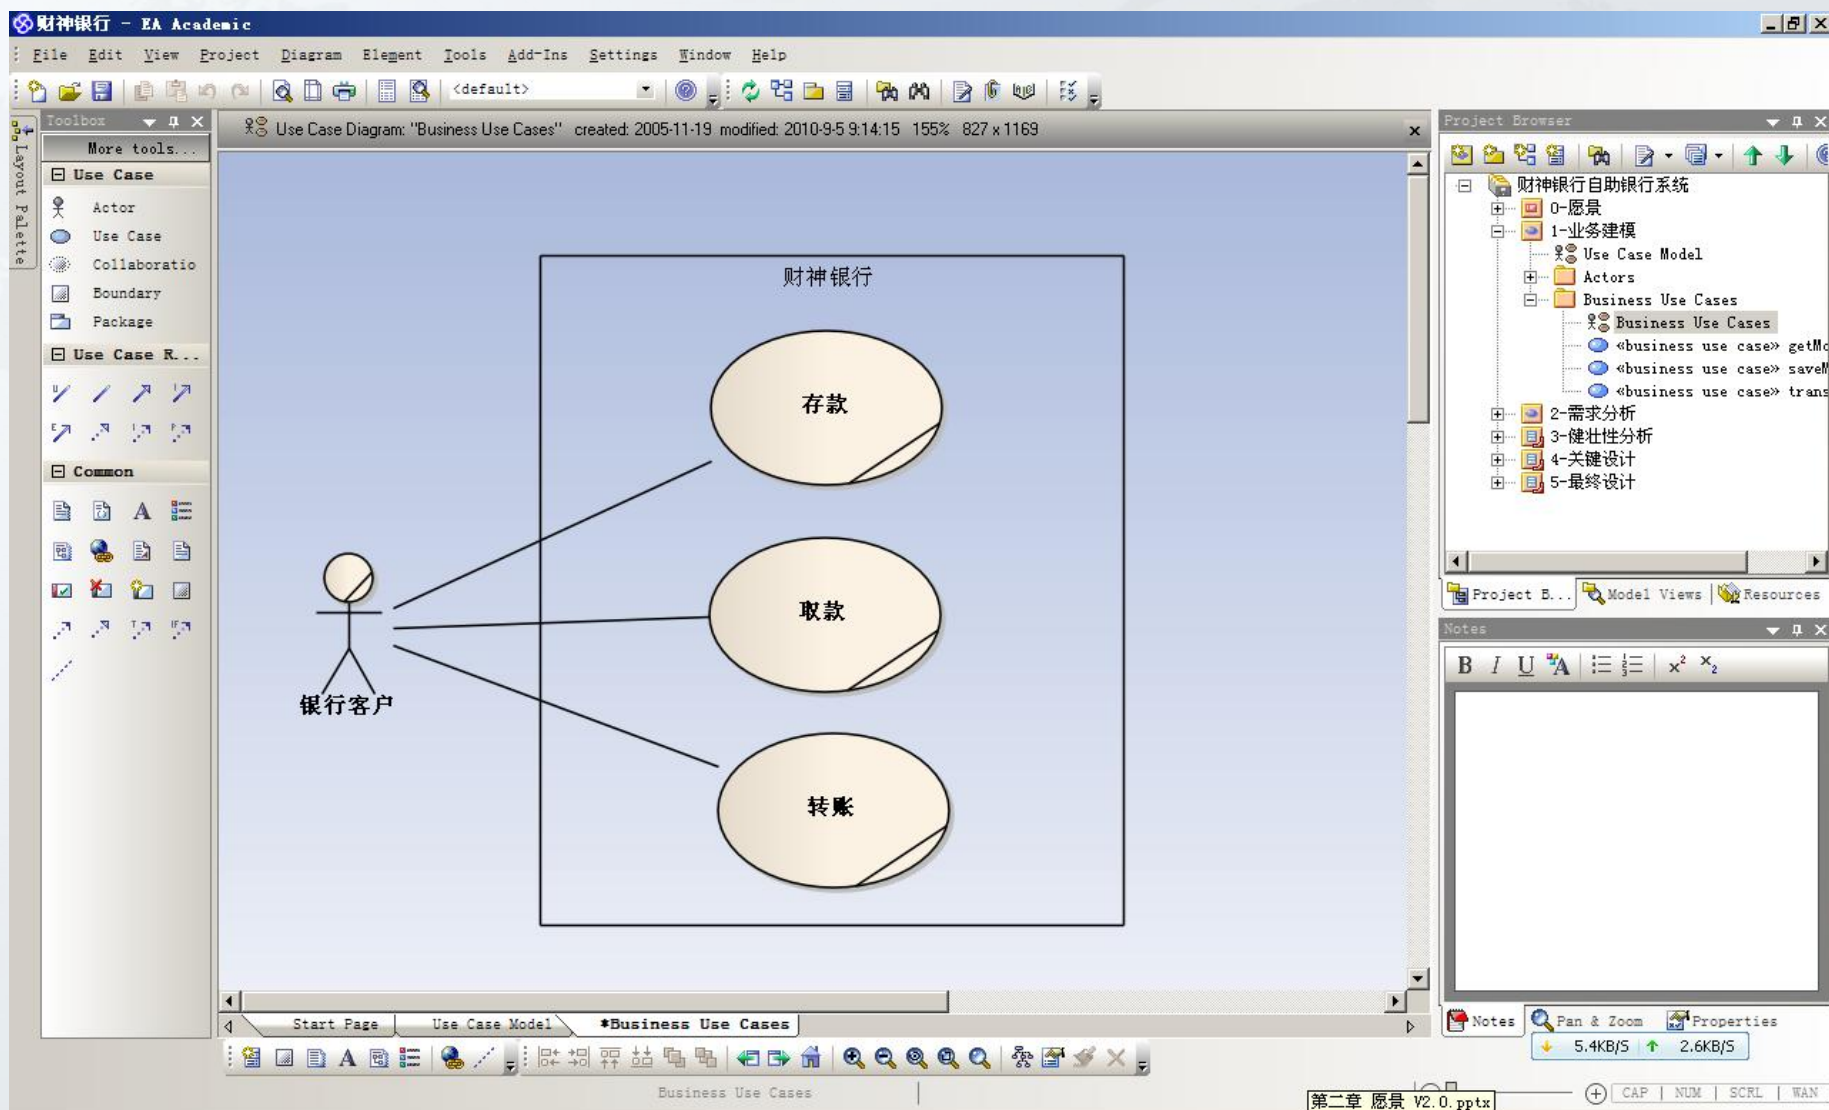 财神银行 - EA Academic
File Edit View Project Diagram Element Tools Add-Ins Settings Window Help
<default>
Layout Palette
Toolbox
More tools...
Use Case
Actor
Use Case
Collaboratio
Boundary
Package
Use Case R...
Common
Use Case Diagram: "Business Use Cases" created: 2005-11-19 modified: 2010-9-5 9:14:15 155% 827 x 1169
财神银行
存款
取款
转账
银行客户
Start Page
Use Case Model
*Business Use Cases
Business Use Cases
Project Browser
财神银行自助银行系统
0-愿景
1-业务建模
Use Case Model
Actors
Business Use Cases
Business Use Cases
«business use case» getMo
«business use case» saveM
«business use case» trans
2-需求分析
3-健壮性分析
4-关键设计
5-最终设计
Project B... Model Views Resources
Notes
B I U A x² x₂
Notes Pan & Zoom Properties
5.4KB/S 2.6KB/S
第二章 愿景 V2.0.pptx
CAP NUM SCRL WAN